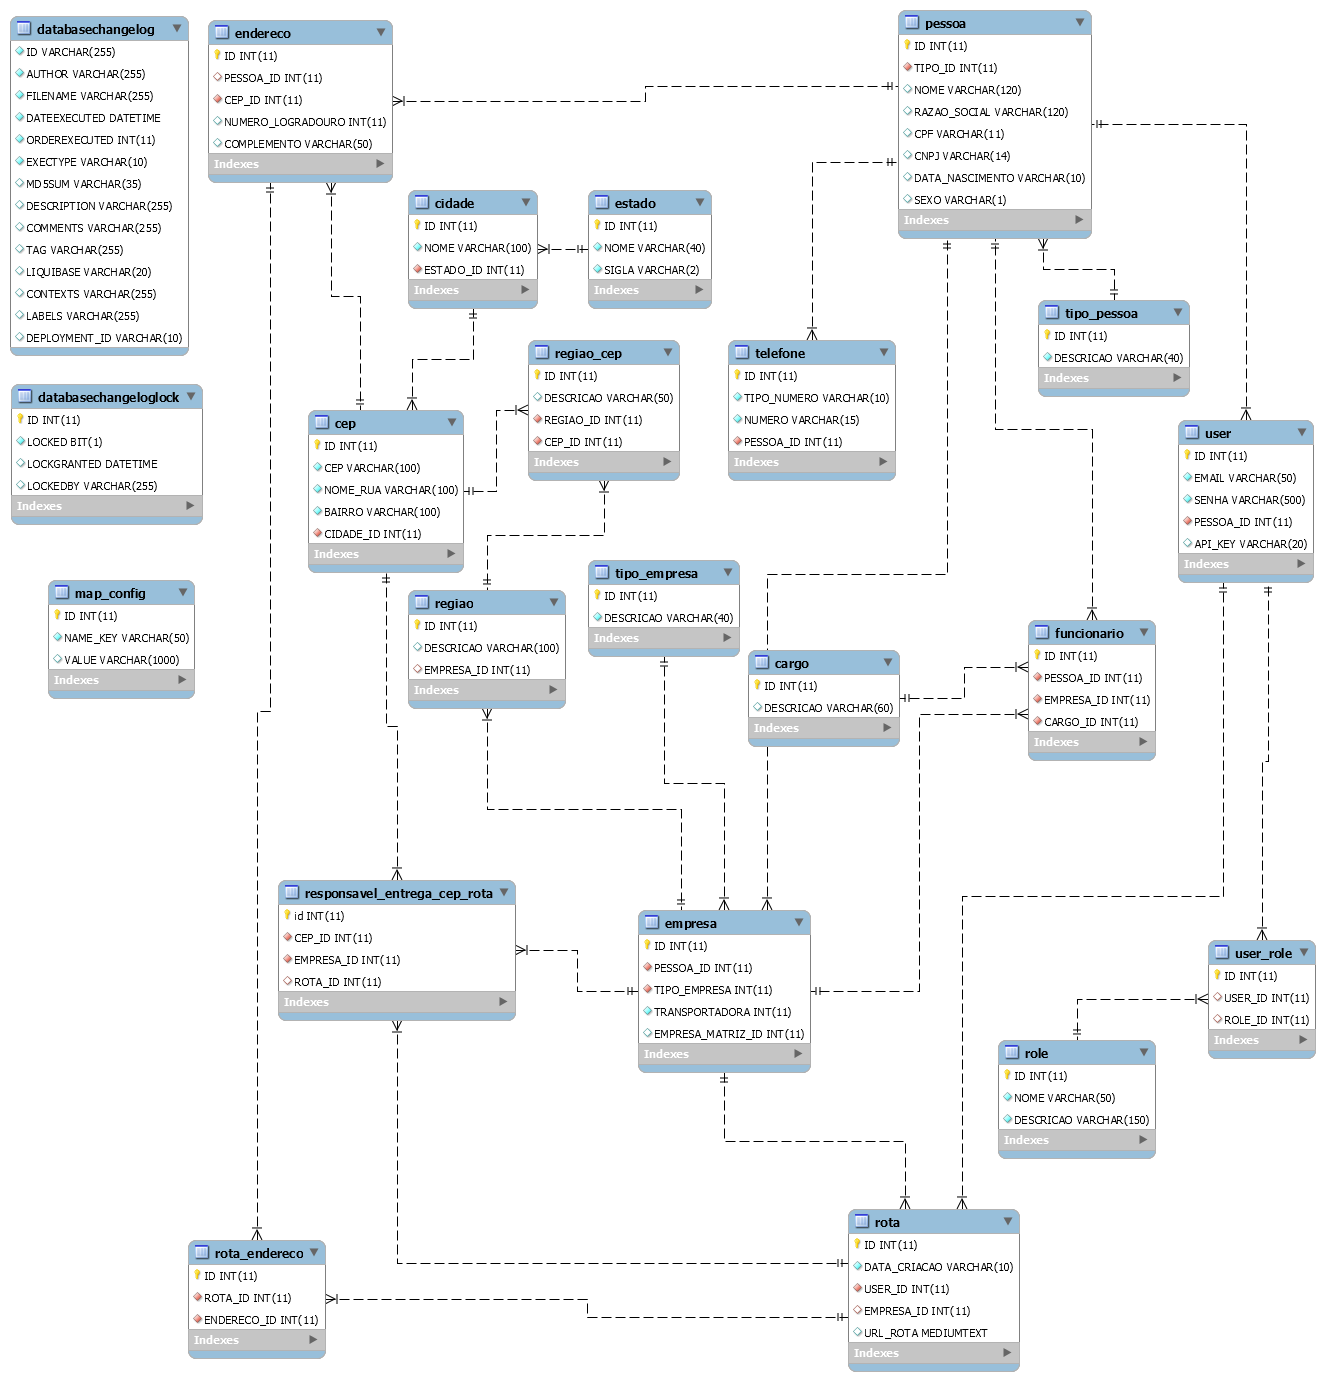 databasechangelog
ID VARCHAR(255)
AUTHOR VARCHAR(255)
FILENAME VARCHAR(255)
DATEEXECUTED DATETIME
ORDEREXECUTED INT(11)
EXECTYPE VARCHAR(10)
MD5SUM VARCHAR(35)
DESCRIPTION VARCHAR(255)
COMMENTS VARCHAR(255)
TAG VARCHAR(255)
LIQUIBASE VARCHAR(20)
CONTEXTS VARCHAR(255)
LABELS VARCHAR(255)
DEPLOYMENT_ID VARCHAR(10)
endereco
ID INT(11)
PESSOA_ID INT(11)
CEP_ID INT(11)
NUMERO_LOGRADOURO INT(11)
COMPLEMENTO VARCHAR(50)
Indexes
pessoa
ID INT(11)
TIPO_ID INT(11)
NOME VARCHAR(120)
RAZAO_SOCIAL VARCHAR(120)
CPF VARCHAR(11)
CNPJ VARCHAR(14)
DATA_NASCIMENTO VARCHAR(10)
SEXO VARCHAR(1)
Indexes
cidade
ID INT(11)
NOME VARCHAR(100)
ESTADO_ID INT(11)
Indexes
estado
ID INT(11)
NOME VARCHAR(40)
SIGLA VARCHAR(2)
Indexes
tipo_pessoa
ID INT(11)
DESCRICAO VARCHAR(40)
Indexes
regiao_cep
ID INT(11)
DESCRICAO VARCHAR(50)
REGIAO_ID INT(11)
CEP_ID INT(11)
Indexes
telefone
ID INT(11)
TIPO_NUMERO VARCHAR(10)
NUMERO VARCHAR(15)
PESSOA_ID INT(11)
Indexes
databasechangeloglock
ID INT(11)
LOCKED BIT(1)
LOCKGRANTED DATETIME
LOCKEDBY VARCHAR(255)
Indexes
cep
ID INT(11)
CEP VARCHAR(100)
NOME_RUA VARCHAR(100)
BAIRRO VARCHAR(100)
CIDADE_ID INT(11)
Indexes
user
ID INT(11)
EMAIL VARCHAR(50)
SENHA VARCHAR(500)
PESSOA_ID INT(11)
API_KEY VARCHAR(20)
Indexes
map_config
ID INT(11)
NAME_KEY VARCHAR(50)
VALUE VARCHAR(1000)
Indexes
regiao
ID INT(11)
DESCRICAO VARCHAR(100)
EMPRESA_ID INT(11)
Indexes
tipo_empresa
ID INT(11)
DESCRICAO VARCHAR(40)
Indexes
cargo
ID INT(11)
DESCRICAO VARCHAR(60)
Indexes
funcionario
ID INT(11)
PESSOA_ID INT(11)
EMPRESA_ID INT(11)
CARGO_ID INT(11)
Indexes
responsavel_entrega_cep_rota
id INT(11)
CEP_ID INT(11)
EMPRESA_ID INT(11)
ROTA_ID INT(11)
Indexes
empresa
ID INT(11)
PESSOA_ID INT(11)
TIPO_EMPRESA INT(11)
TRANSPORTADORA INT(11)
EMPRESA_MATRIZ_ID INT(11)
Indexes
user_role
ID INT(11)
USER_ID INT(11)
ROLE_ID INT(11)
Indexes
role
ID INT(11)
NOME VARCHAR(50)
DESCRICAO VARCHAR(150)
Indexes
rota_endereco
ID INT(11)
ROTA_ID INT(11)
ENDERECO_ID INT(11)
Indexes
rota
ID INT(11)
DATA_CRIACAO VARCHAR(10)
USER_ID INT(11)
EMPRESA_ID INT(11)
URL_ROTA MEDIUMTEXT
Indexes